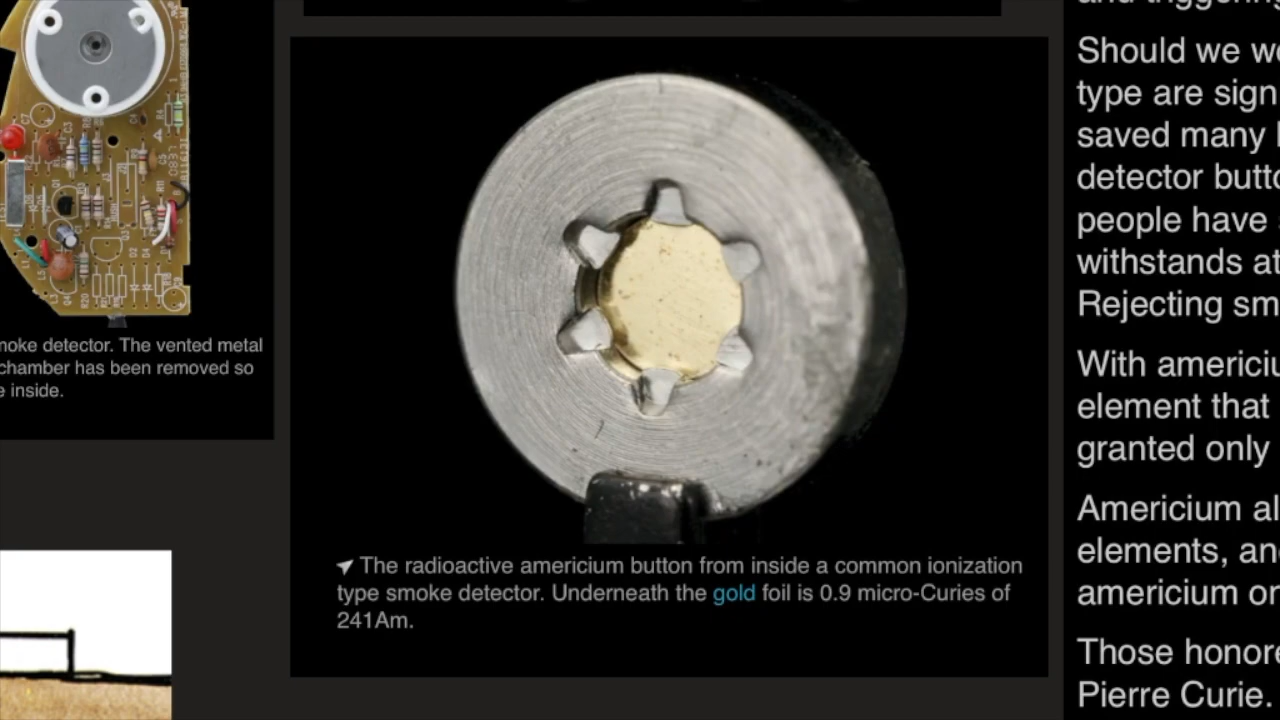 moke detector. The vented metal
chamber has been removed so
e inside.
The radioactive americium button from inside a common ionization
type smoke detector. Underneath the gold foil is 0.9 micro-Curies of
241Am.
and triggering
Should we wo
type are sign
saved many
detector butto
people have
withstands at
Rejecting sm
With americiu
element that
granted only
Americium al
elements, an
americium or
Those honore
Pierre Curie.